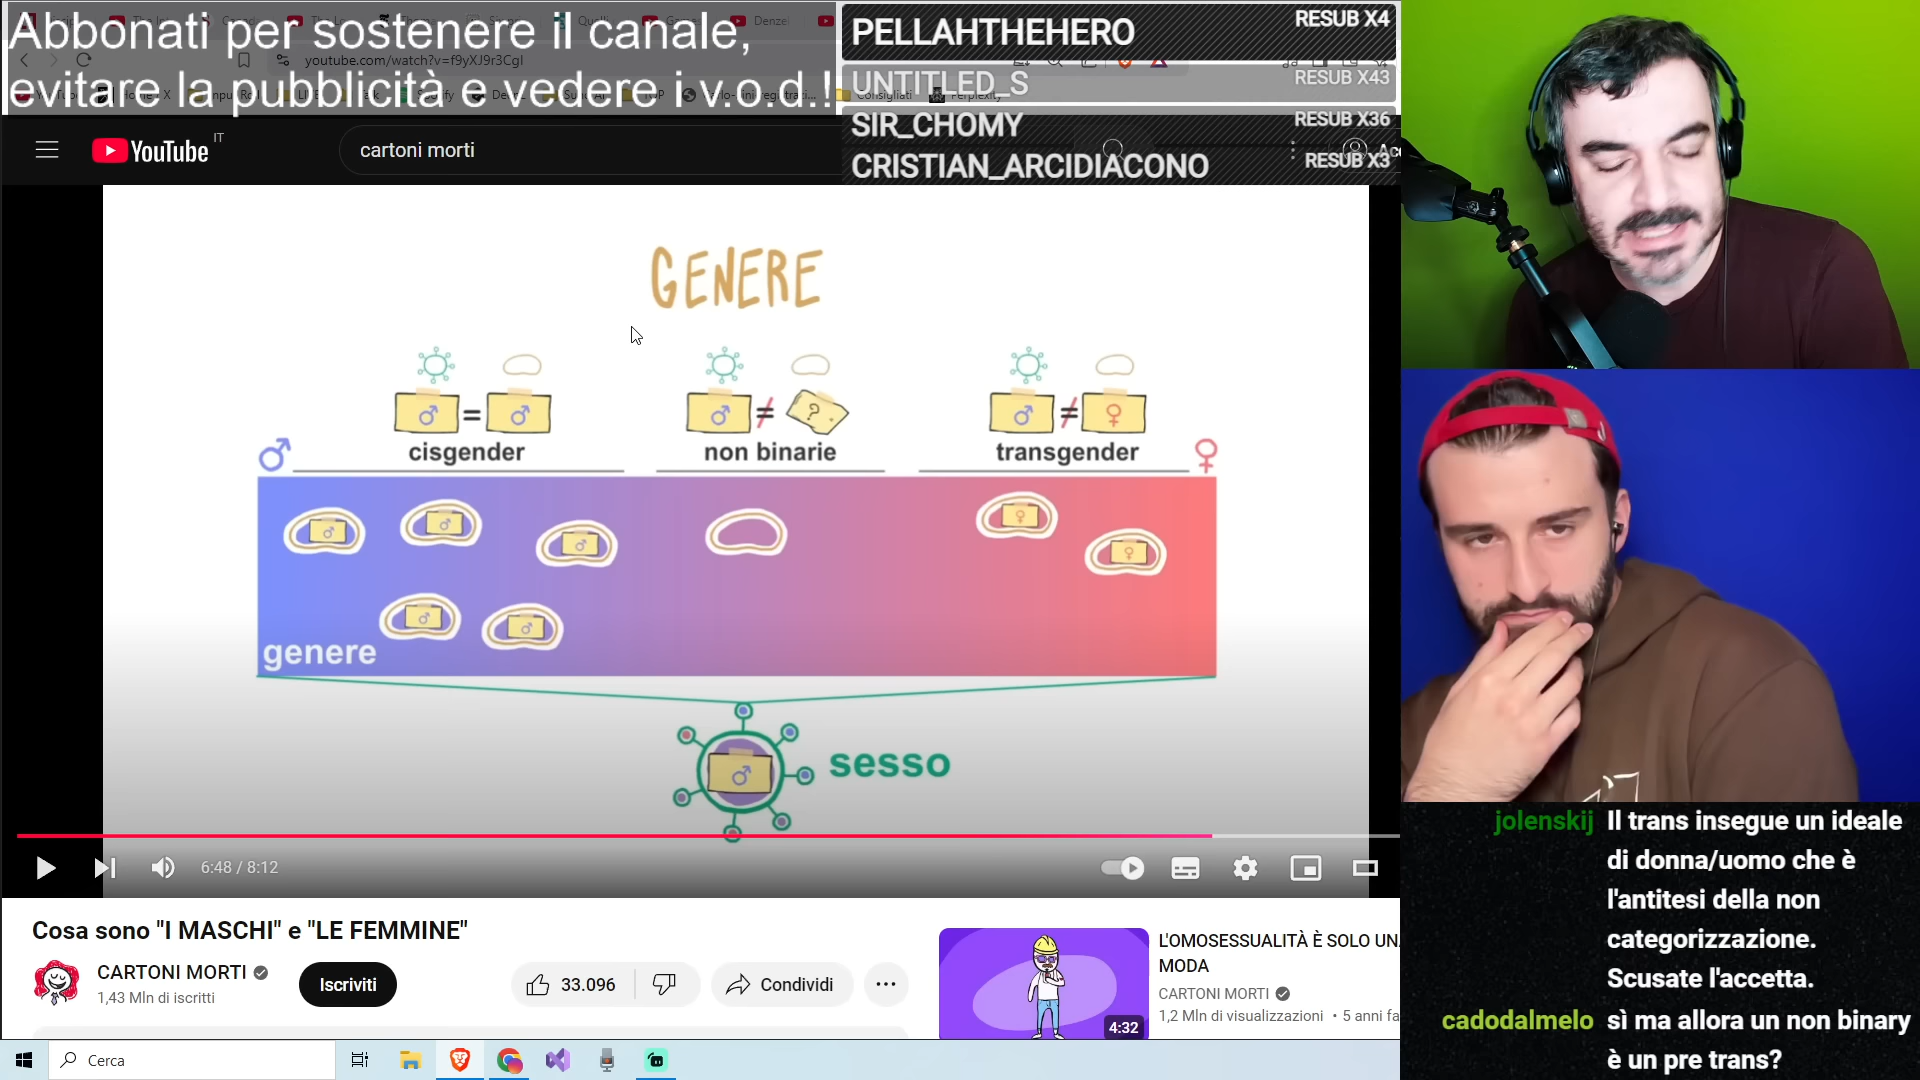 Abbonati per sostenere il canale,
evitare la pubblicità e vedere i v.o.d.!
youtube.com/watch?v=f9yXJ9r3CgI
PELLAHTHEHERO RESUB X4
UNTITLED_S RESUB X43
SIR_CHOMY RESUB X36
CRISTIAN_ARCIDIACONO RESUB X3
YouTube IT
cartoni morti
GENERE
? 
cisgender non binarie transgender
genere
sesso
6:48 / 8:12
Cosa sono "I MASCHI" e "LE FEMMINE"
CARTONI MORTI
1,43 Mln di iscritti
Iscriviti
33.096
Condividi
4:32
L'OMOSESSUALITÀ È SOLO UN
MODA
CARTONI MORTI
1,2 Mln di visualizzazioni • 5 anni fa
jolenskij Il trans insegue un ideale
di donna/uomo che è
l'antitesi della non
categorizzazione.
Scusate l'accetta.
cadodalmelo sì ma allora un non binary
è un pre trans?
Cerca